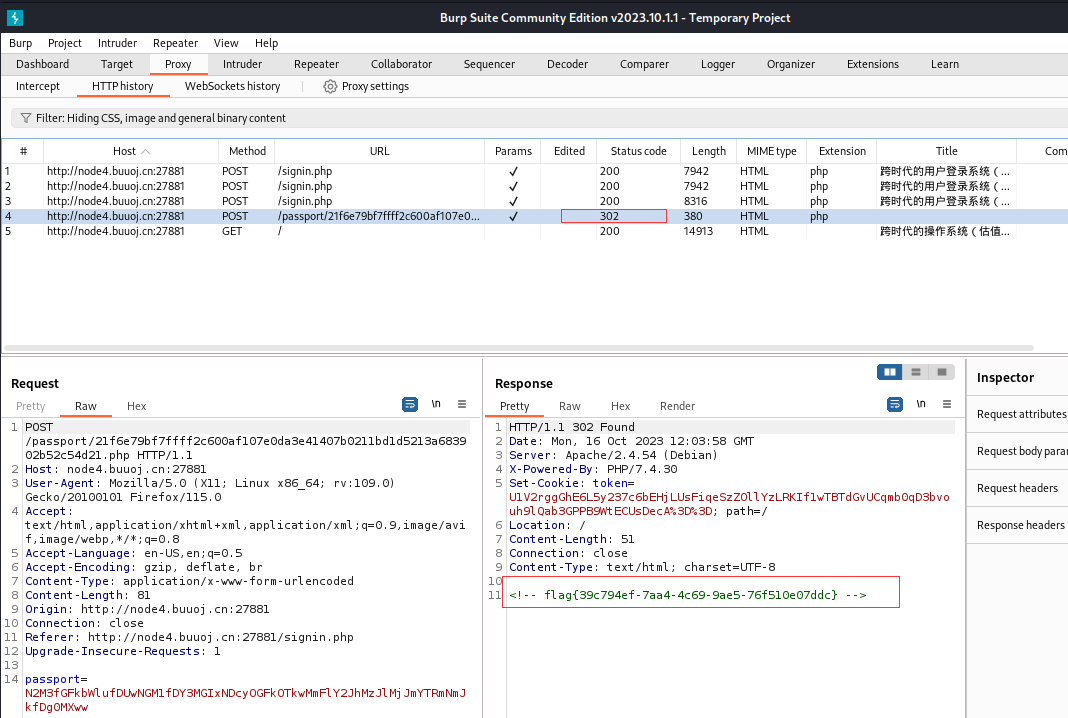 Burp Suite Community Edition v2023.10.1.1 - Temporary Project
Burp Project Intruder Repeater View Help
Dashboard Target Proxy Intruder Repeater Collaborator Sequencer Decoder Comparer Logger Organizer Extensions Learn
Intercept HTTP history WebSockets history Proxy settings
Filter: Hiding CSS, image and general binary content
# Host Method URL Params Edited Status code Length MIME type Extension Title Com
1 http://node4.buuoj.cn:27881 POST /signin.php ✓ 200 7942 HTML php 跨时代的用户登录系统（...
2 http://node4.buuoj.cn:27881 POST /signin.php ✓ 200 7942 HTML php 跨时代的用户登录系统（...
3 http://node4.buuoj.cn:27881 POST /signin.php ✓ 200 8316 HTML php 跨时代的用户登录系统（...
4 http://node4.buuoj.cn:27881 POST /passport/21f6e79bf7ffff2c600af107e0... ✓ 302 380 HTML php
5 http://node4.buuoj.cn:27881 GET / 200 14913 HTML 跨时代的操作系统（估值...
Request
Pretty Raw Hex \n
1 POST
/passport/21f6e79bf7ffff2c600af107e0da3e41407b0211bd1d5213a6839
02b52c54d21.php HTTP/1.1
2 Host: node4.buuoj.cn:27881
3 User-Agent: Mozilla/5.0 (X11; Linux x86_64; rv:109.0)
Gecko/20100101 Firefox/115.0
4 Accept:
text/html,application/xhtml+xml,application/xml;q=0.9,image/avi
f,image/webp,*/*;q=0.8
5 Accept-Language: en-US,en;q=0.5
6 Accept-Encoding: gzip, deflate, br
7 Content-Type: application/x-www-form-urlencoded
8 Content-Length: 81
9 Origin: http://node4.buuoj.cn:27881
10 Connection: close
11 Referer: http://node4.buuoj.cn:27881/signin.php
12 Upgrade-Insecure-Requests: 1
13
14 passport=
Response
Pretty Raw Hex Render \n
1 HTTP/1.1 302 Found
2 Date: Mon, 16 Oct 2023 12:03:58 GMT
3 Server: Apache/2.4.54 (Debian)
4 X-Powered-By: PHP/7.4.30
5 Set-Cookie: token=
path=/
6 Location: /
7 Content-Length: 51
8 Connection: close
9 Content-Type: text/html; charset=UTF-8
10
11 <!-- flag{39c794ef-7aa4-4c69-9ae5-76f510e07ddc} -->
Inspector
Request attributes
Request body para
Request headers
Response headers